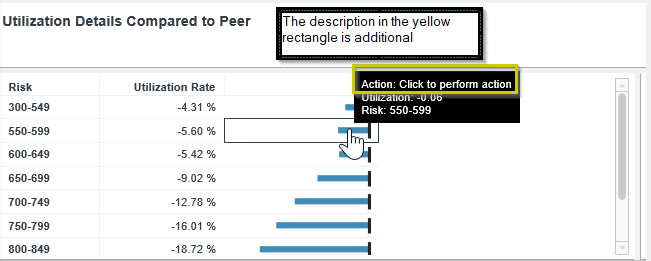 Utilization Details Compared to Peer
The description in the yellow
rectangle is additional
Action: Click to perform action
Utilization: -0.06
Risk: 550-599
Risk Utilization Rate
300-549 -4.31 %
550-599 -5.60 %
600-649 -5.42 %
650-699 -9.02 %
700-749 -12.78 %
750-799 -16.01 %
800-849 -18.72 %